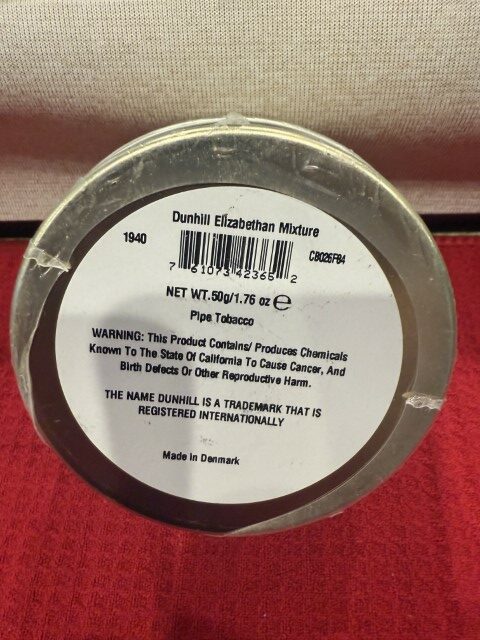 Dunhill Elizabethan Mixture
1940
CB026F84
7 61073 42365 2
NET WT.50g/1.76 oz e
Pipe Tobacco
WARNING: This Product Contains/ Produces Chemicals
Known To The State Of California To Cause Cancer, And
Birth Defects Or Other Reproductive Harm.
THE NAME DUNHILL IS A TRADEMARK THAT IS
REGISTERED INTERNATIONALLY
Made In Denmark